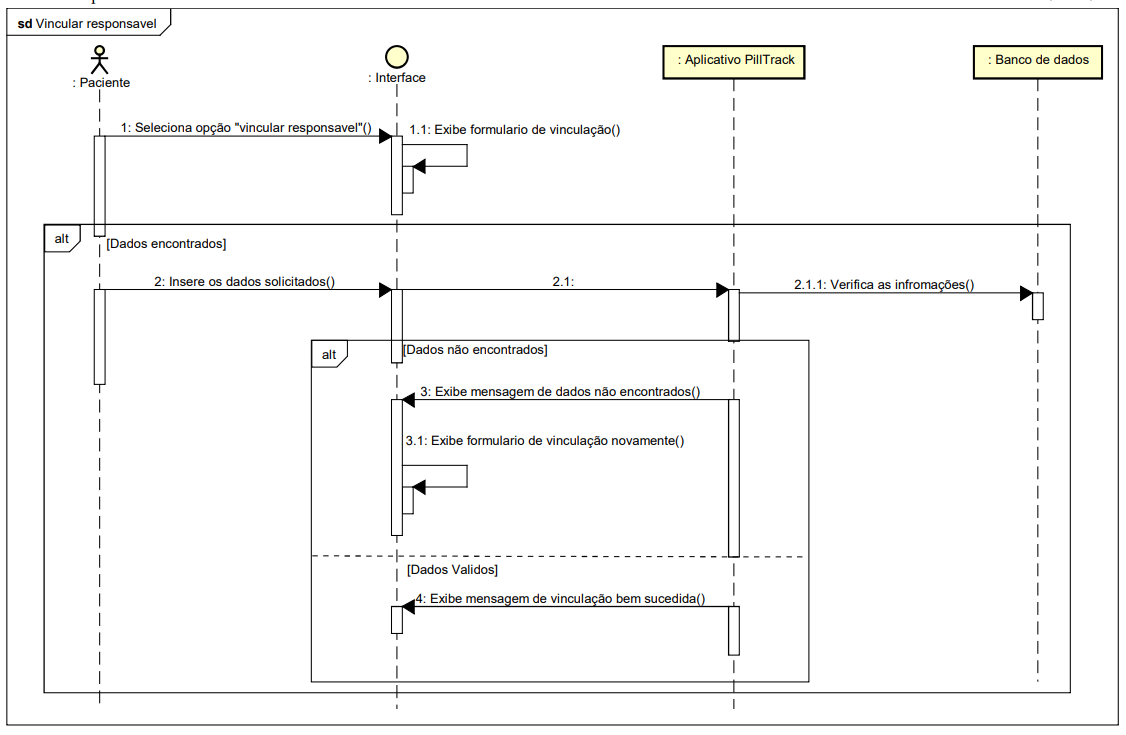 sd Vincular responsavel
: Paciente
: Interface
: Aplicativo PillTrack
: Banco de dados
1: Seleciona opção "vincular responsavel"()
1.1: Exibe formulario de vinculação()
alt
[Dados encontrados]
2: Insere os dados solicitados()
2.1:
2.1.1: Verifica as infromações()
alt
[Dados não encontrados]
3: Exibe mensagem de dados não encontrados()
3.1: Exibe formulario de vinculação novamente()
[Dados Validos]
4: Exibe mensagem de vinculação bem sucedida()